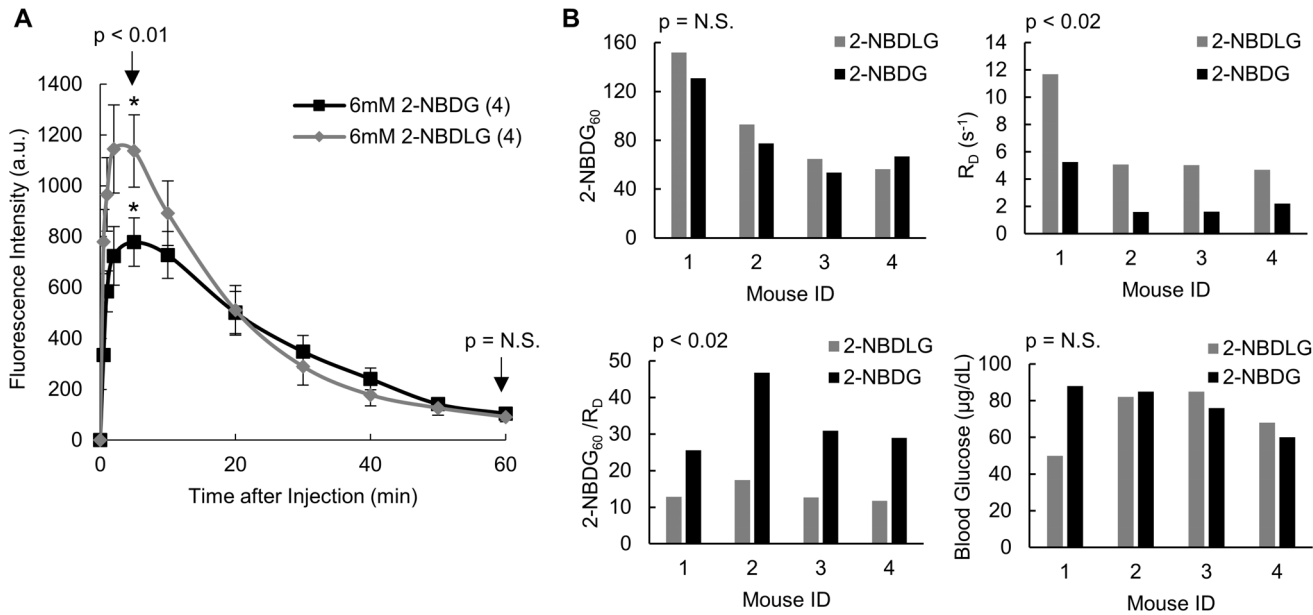 A
p < 0.01
1400
1200
1000
800
600
400
200
0
*
*
6mM 2-NBDG (4)
6mM 2-NBDLG (4)
p = N.S.
0 20 40 60
Time after Injection (min)
Fluorescence Intensity (a.u.)
B
p = N.S.
2-NBDLG
2-NBDG
160
120
80
40
0
2-NBDG60
1 2 3 4
Mouse ID
p < 0.02
2-NBDLG
2-NBDG
14
12
10
8
6
4
2
0
RD (s-1)
1 2 3 4
Mouse ID
p < 0.02
2-NBDLG
2-NBDG
50
40
30
20
10
0
2-NBDG60 /RD
1 2 3 4
Mouse ID
p = N.S.
2-NBDLG
2-NBDG
100
80
60
40
20
0
Blood Glucose (µg/dL)
1 2 3 4
Mouse ID